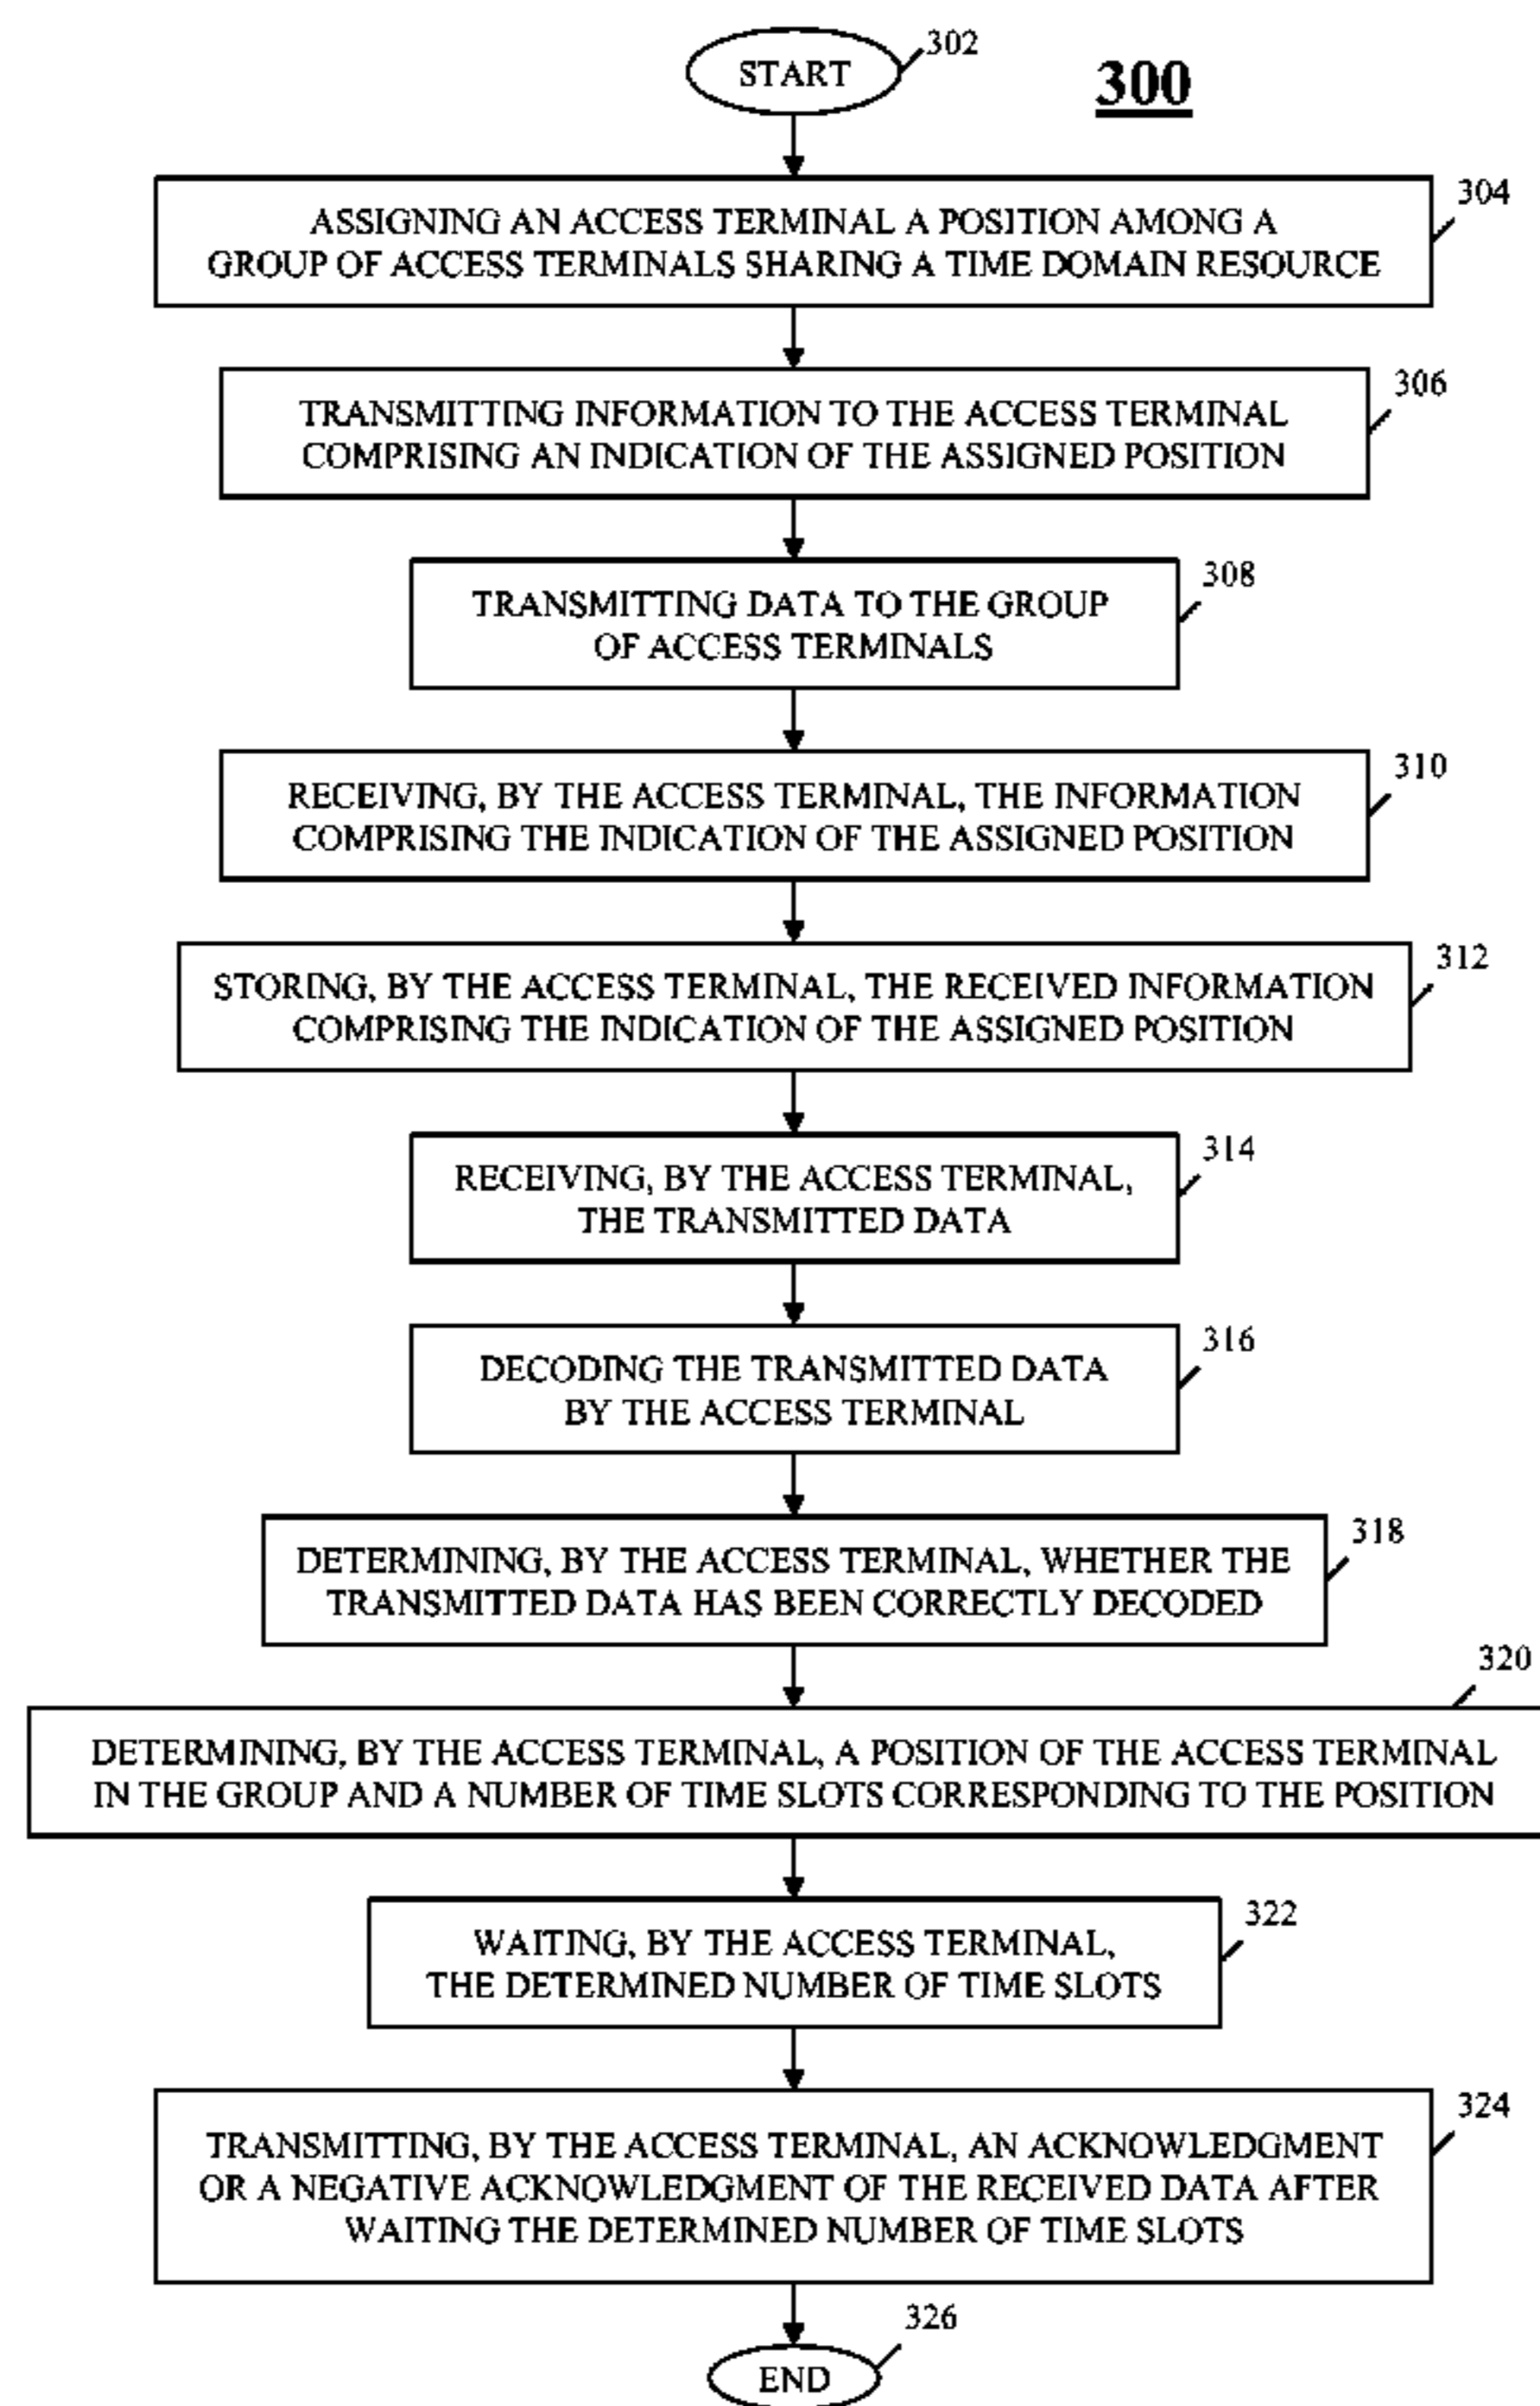 START
302
300
ASSIGNING AN ACCESS TERMINAL A POSITION AMONG A
GROUP OF ACCESS TERMINALS SHARING A TIME DOMAIN RESOURCE
304
TRANSMITTING INFORMATION TO THE ACCESS TERMINAL
COMPRISING AN INDICATION OF THE ASSIGNED POSITION
306
TRANSMITTING DATA TO THE GROUP
OF ACCESS TERMINALS
308
RECEIVING, BY THE ACCESS TERMINAL, THE INFORMATION
COMPRISING THE INDICATION OF THE ASSIGNED POSITION
310
STORING, BY THE ACCESS TERMINAL, THE RECEIVED INFORMATION
COMPRISING THE INDICATION OF THE ASSIGNED POSITION
312
RECEIVING, BY THE ACCESS TERMINAL,
THE TRANSMITTED DATA
314
DECODING THE TRANSMITTED DATA
BY THE ACCESS TERMINAL
316
DETERMINING, BY THE ACCESS TERMINAL, WHETHER THE
TRANSMITTED DATA HAS BEEN CORRECTLY DECODED
318
320
DETERMINING, BY THE ACCESS TERMINAL, A POSITION OF THE ACCESS TERMINAL
IN THE GROUP AND A NUMBER OF TIME SLOTS CORRESPONDING TO THE POSITION
WAITING, BY THE ACCESS TERMINAL,
THE DETERMINED NUMBER OF TIME SLOTS
322
TRANSMITTING, BY THE ACCESS TERMINAL, AN ACKNOWLEDGMENT
OR A NEGATIVE ACKNOWLEDGMENT OF THE RECEIVED DATA AFTER
WAITING THE DETERMINED NUMBER OF TIME SLOTS
324
326
END